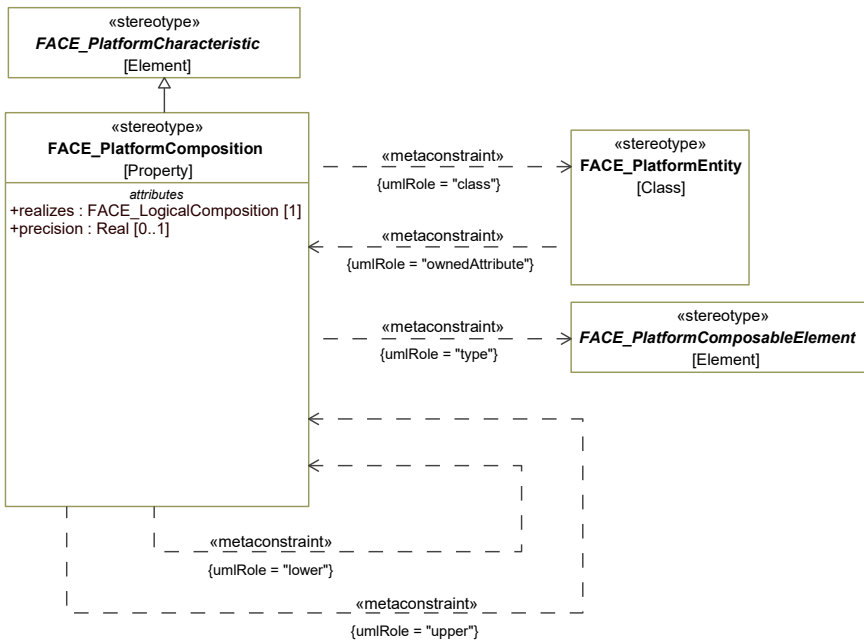 «stereotype»
FACE_PlatformCharacteristic
[Element]
«stereotype»
FACE_PlatformComposition
[Property]
attributes
+realizes : FACE_LogicalComposition [1]
+precision : Real [0..1]
«metaconstraint»
{umlRole = "class"}
«stereotype»
FACE_PlatformEntity
[Class]
«metaconstraint»
{umlRole = "ownedAttribute"}
«metaconstraint»
{umlRole = "type"}
«stereotype»
FACE_PlatformComposableElement
[Element]
«metaconstraint»
{umlRole = "lower"}
«metaconstraint»
{umlRole = "upper"}